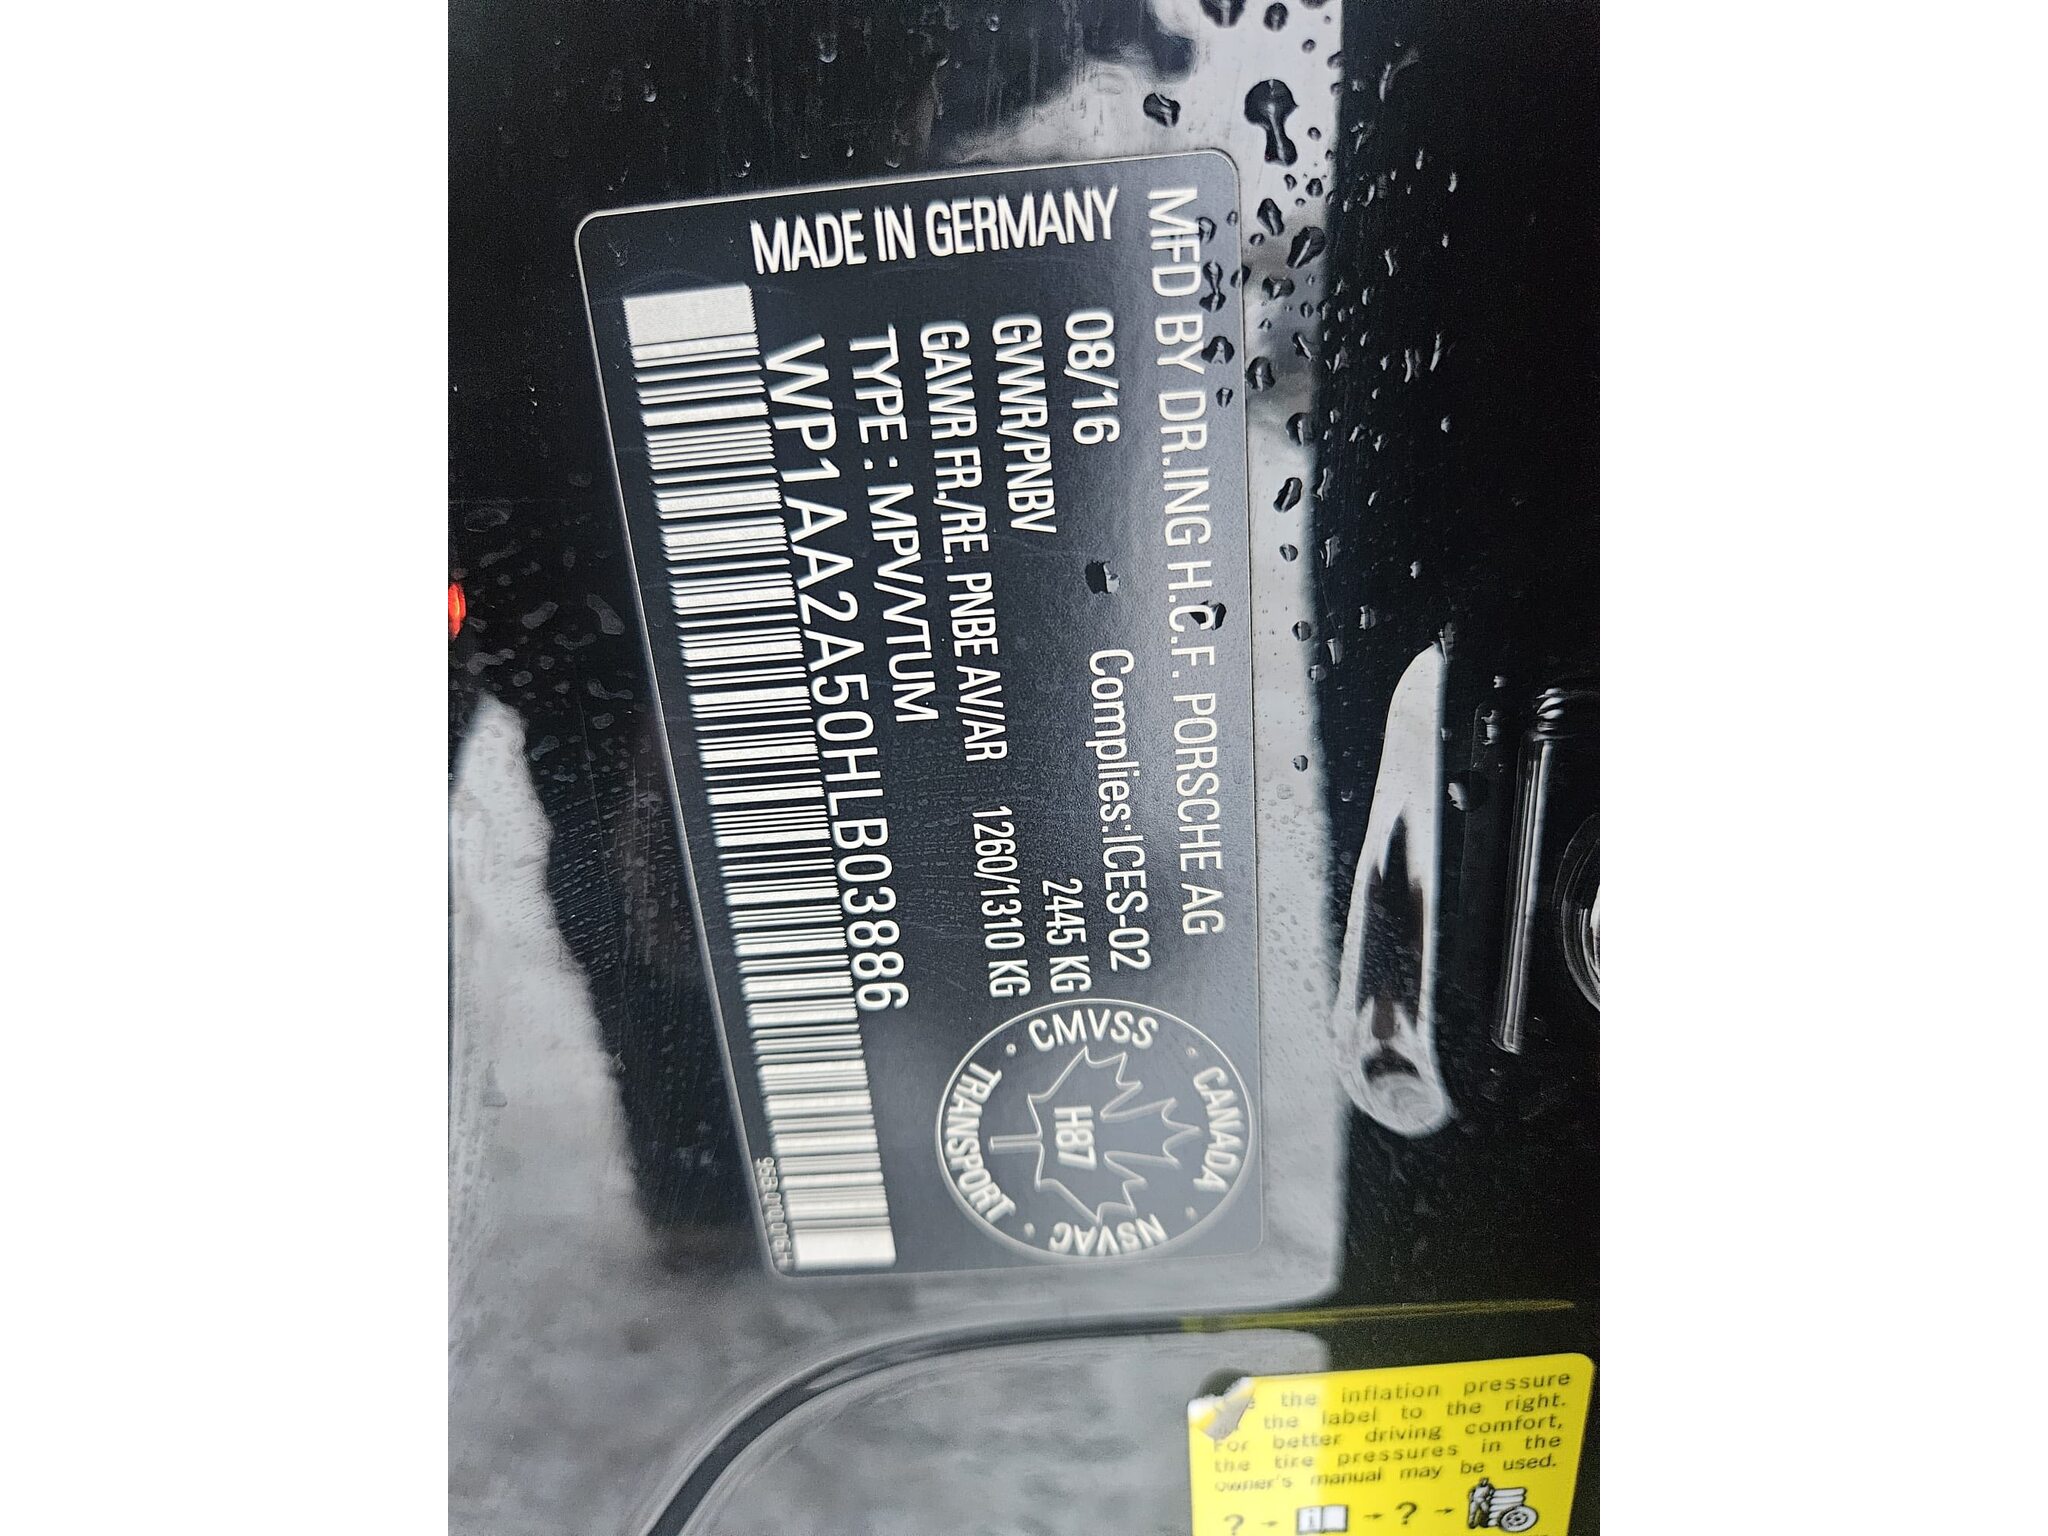 MFD BY DR.ING H.C.F. PORSCHE AG
08/16 Complies:ICES-02
GVWR/PNBV 2445 KG
GAWR FR./RE. PNBE AV/AR 1260/1310 KG
TYPE : MPV/VTUM
WP1AA2A50HLB03886
MADE IN GERMANY
CANADA
CMVSS
NSVAC
TRANSPORT
H87
95B.010.016.H
the inflation pressure
the label to the right.
For better driving comfort,
the tire pressures in the
owner's manual may be used.
? → i → ? →